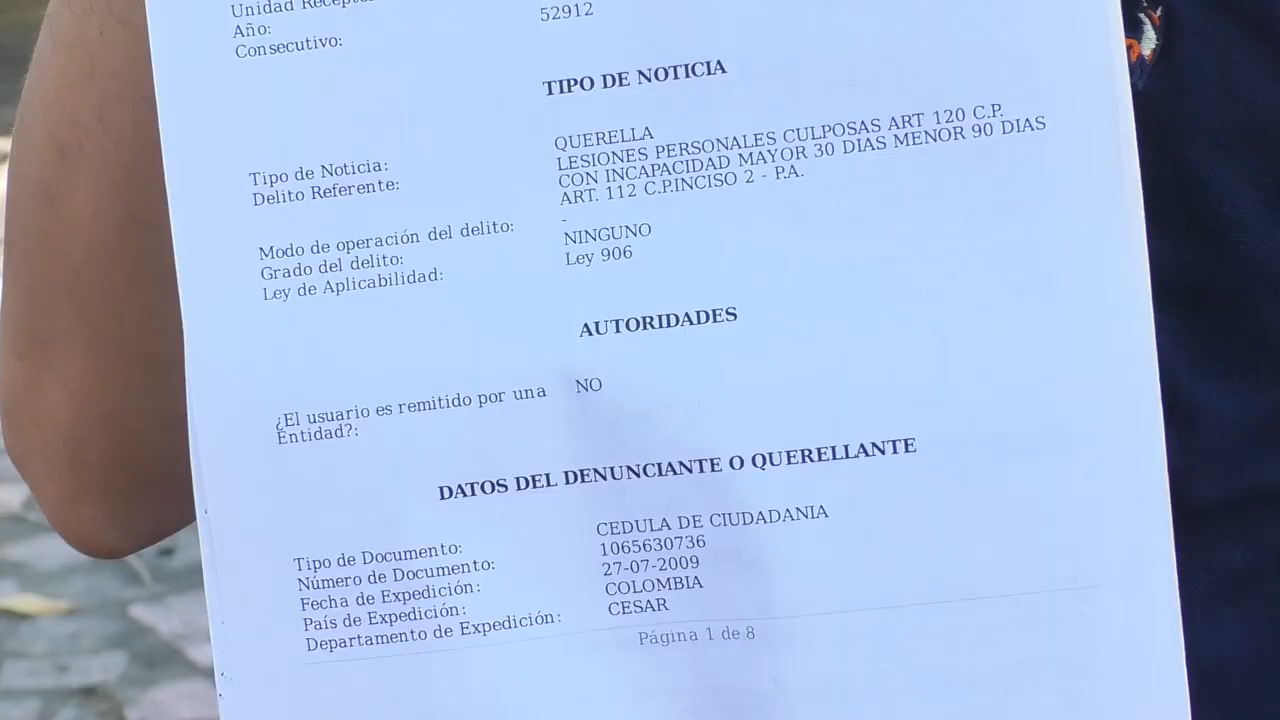 Unidad
Año:
Consecutivo: 52912
TIPO DE NOTICIA
Tipo de Noticia: QUERELLA
Delito Referente: LESIONES PERSONALES CULPOSAS ART 120 C.P.
CON INCAPACIDAD MAYOR 30 DIAS MENOR 90 DIAS
ART. 112 C.P.INCISO 2 - P.A.
Modo de operación del delito: -
Grado del delito: NINGUNO
Ley de Aplicabilidad: Ley 906
AUTORIDADES
¿El usuario es remitido por una NO
Entidad?:
DATOS DEL DENUNCIANTE O QUERELLANTE
Tipo de Documento: CEDULA DE CIUDADANIA
Número de Documento: 1065630736
Fecha de Expedición: 27-07-2009
País de Expedición: COLOMBIA
Departamento de Expedición: CESAR
Página 1 de 8